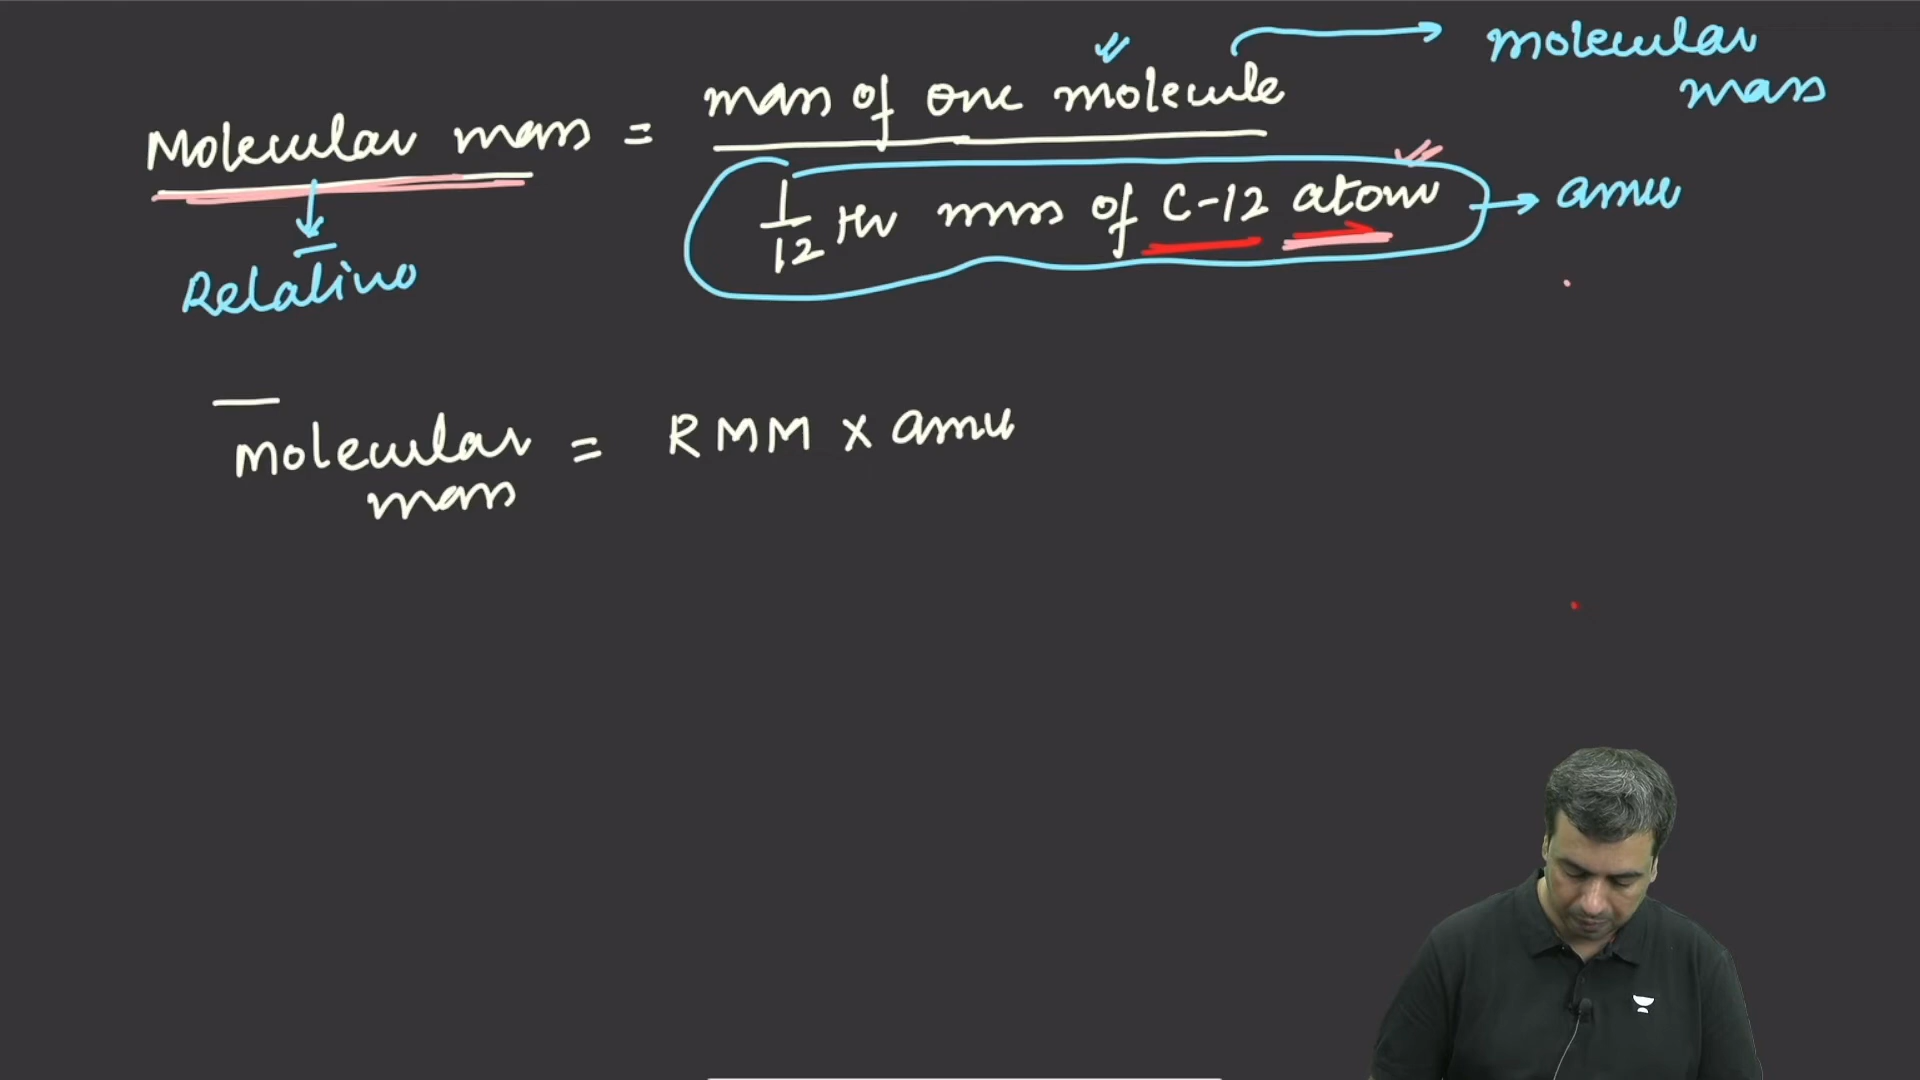 molecular
mass
Molecular mass = mass of one molecule
1/12 th mass of C-12 atom → amu
Relative
molecular = RMM x amu
mass